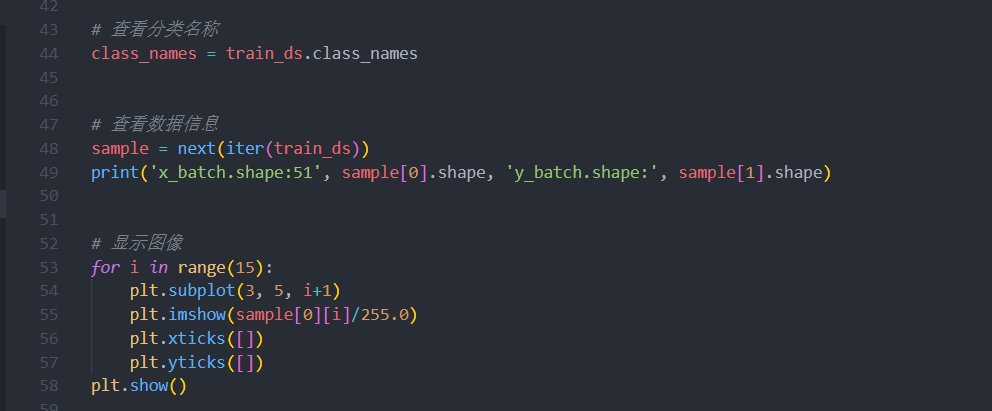 42
43 # 查看分类名称
44 class_names = train_ds.class_names
45
46
47 # 查看数据信息
48 sample = next(iter(train_ds))
49 print('x_batch.shape:51', sample[0].shape, 'y_batch.shape:', sample[1].shape)
50
51
52 # 显示图像
53 for i in range(15):
54     plt.subplot(3, 5, i+1)
55     plt.imshow(sample[0][i]/255.0)
56     plt.xticks([])
57     plt.yticks([])
58 plt.show()
59